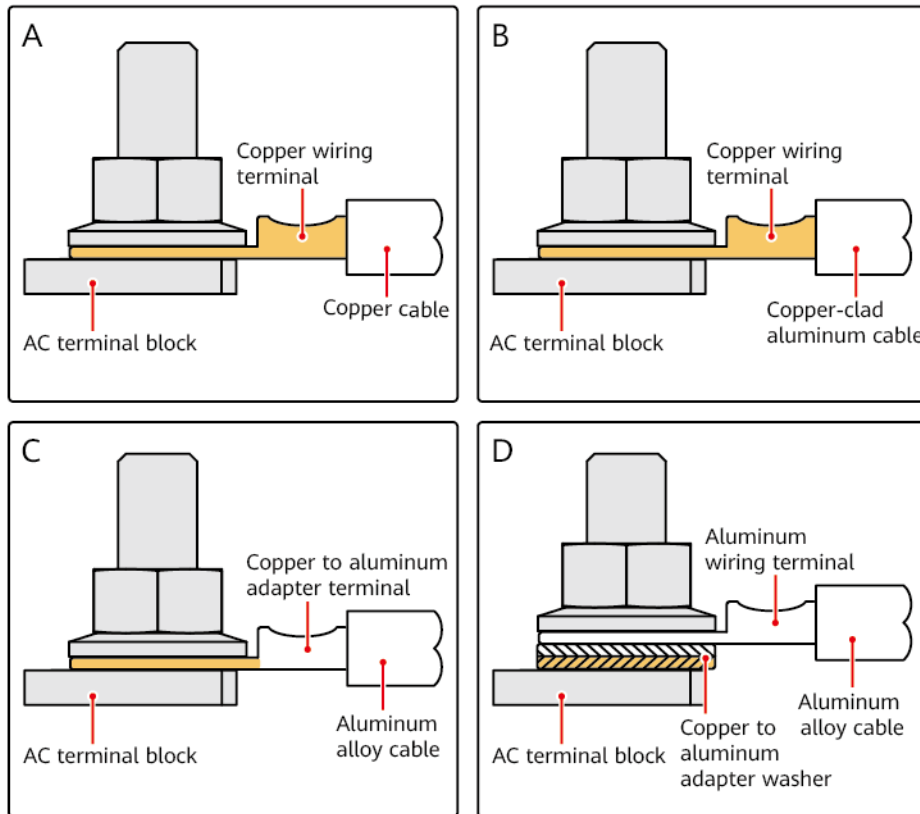 A
Copper wiring
terminal
Copper cable
AC terminal block
B
Copper wiring
terminal
Copper-clad
aluminum cable
AC terminal block
C
Copper to aluminum
adapter terminal
Aluminum
alloy cable
AC terminal block
D
Aluminum
wiring terminal
Aluminum
alloy cable
Copper to
aluminum
adapter washer
AC terminal block